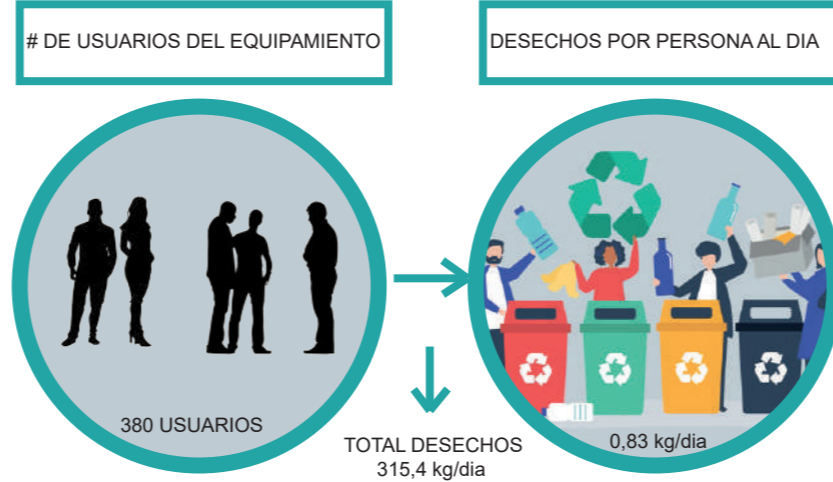 # DE USUARIOS DEL EQUIPAMIENTO
DESECHOS POR PERSONA AL DIA
380 USUARIOS
0,83 kg/dia
TOTAL DESECHOS
315,4 kg/dia